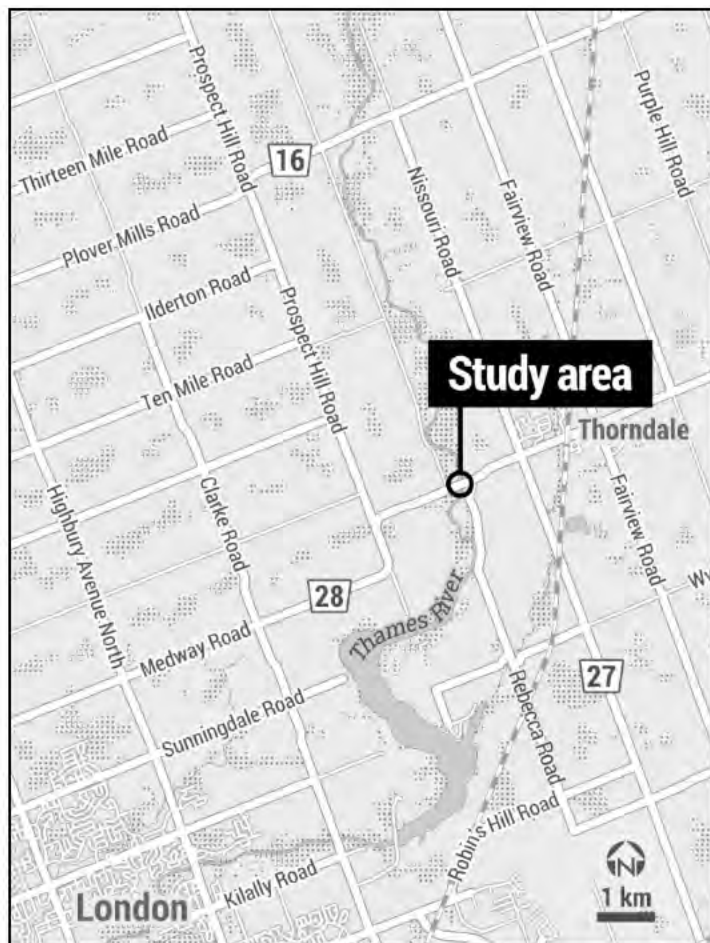 Prospect Hill Road
Purple Hill Road
Thirteen Mile Road
16
Nissouri Road
Fairview Road
Plover Mills Road
Ilderton Road
Prospect Hill Road
Study area
Ten Mile Road
Thorndale
Highbury Avenue North
Clarke Road
Fairview Road
28
Thames River
Wy
Medway Road
27
Sunningdale Road
Rebecca Road
Robin's Hill Road
N
Kilally Road
London
1 km